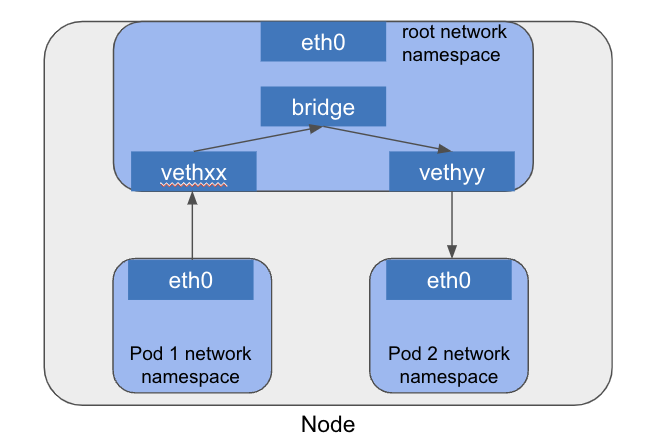 eth0
root network
namespace
bridge
vethxx
vethyy
eth0
eth0
Pod 1 network
namespace
Pod 2 network
namespace
Node